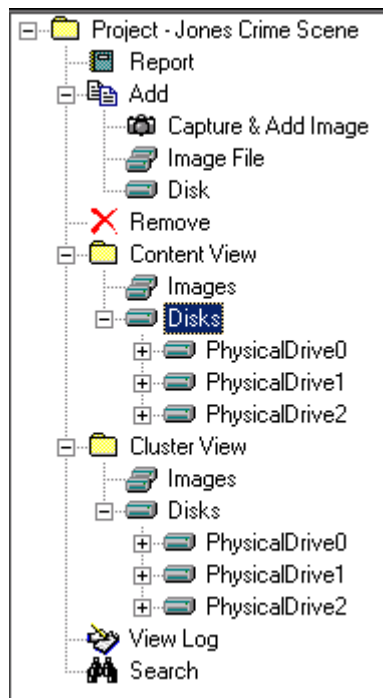 Project - Jones Crime Scene
Report
Add
Capture & Add Image
Image File
Disk
Remove
Content View
Images
Disks
PhysicalDrive0
PhysicalDrive1
PhysicalDrive2
Cluster View
Images
Disks
PhysicalDrive0
PhysicalDrive1
PhysicalDrive2
View Log
Search